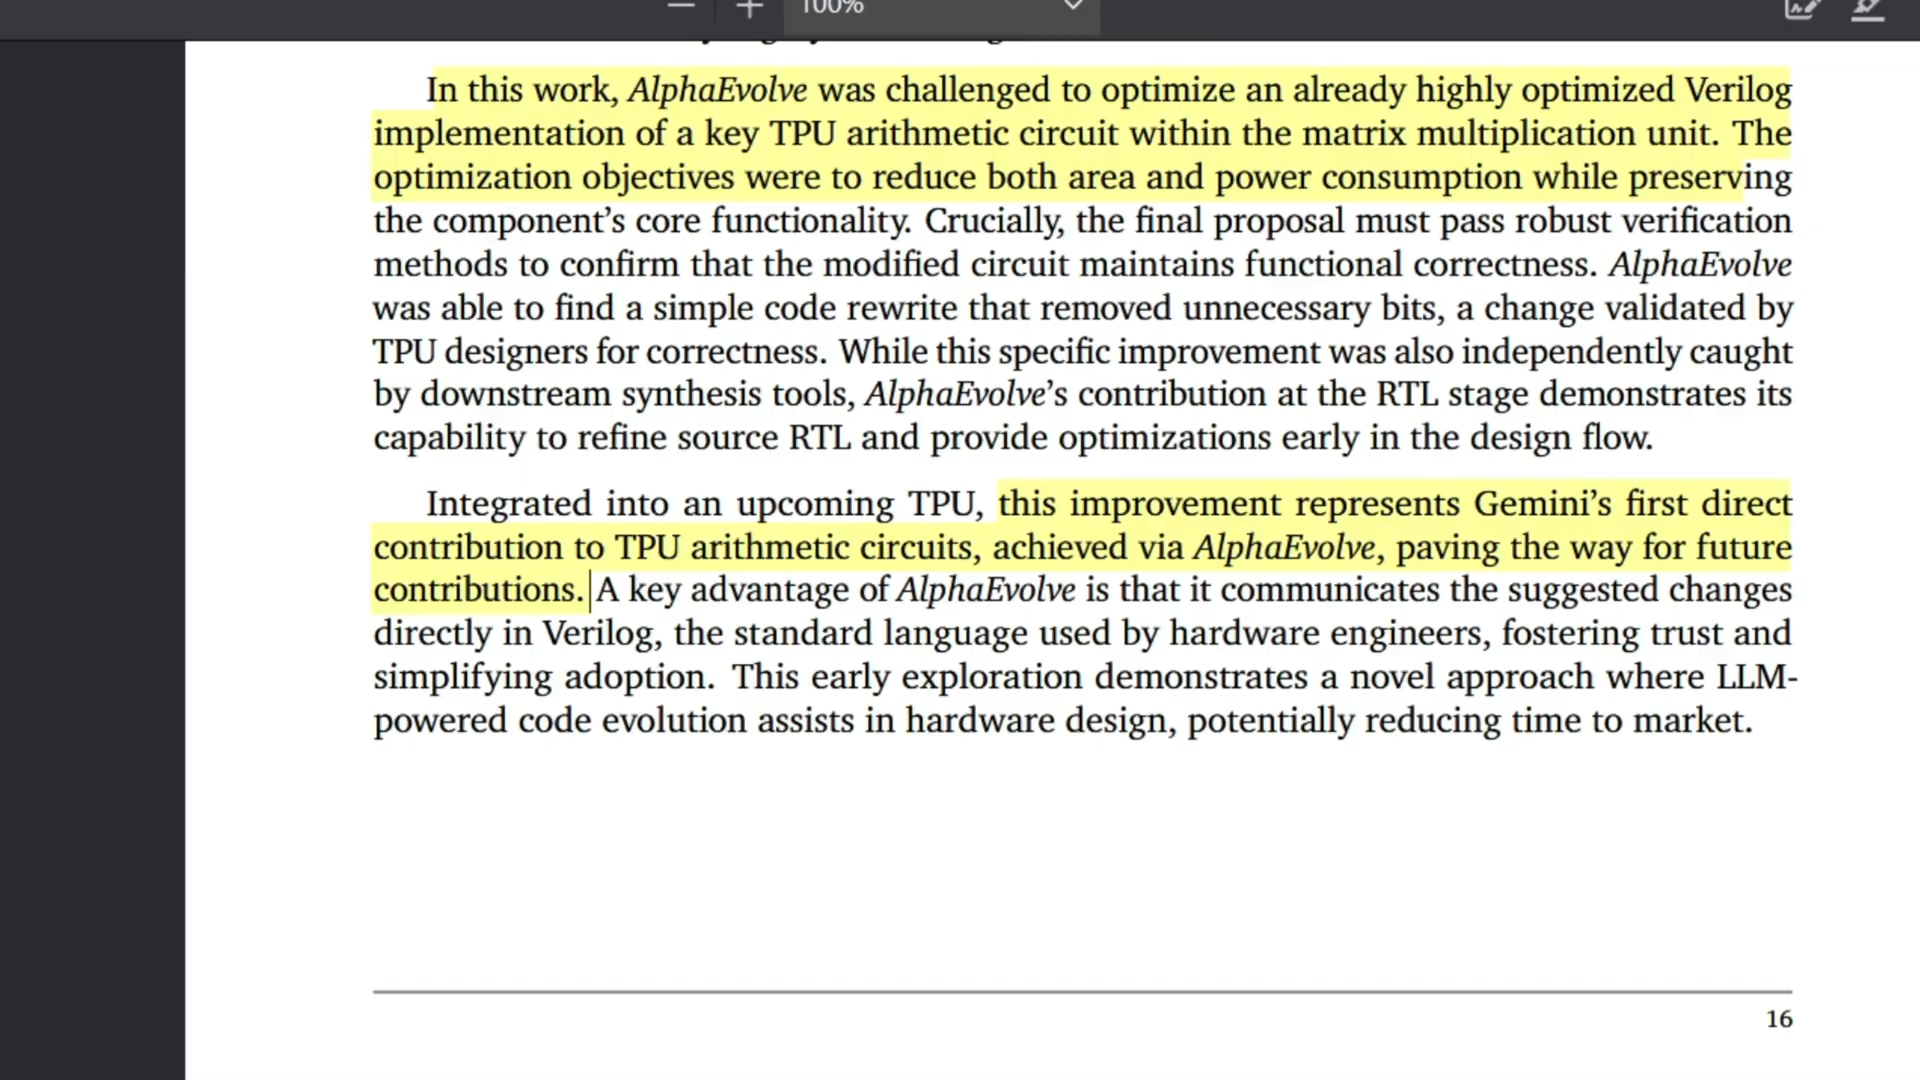 100%
In this work, AlphaEvolve was challenged to optimize an already highly optimized Verilog
implementation of a key TPU arithmetic circuit within the matrix multiplication unit. The
optimization objectives were to reduce both area and power consumption while preserving
the component's core functionality. Crucially, the final proposal must pass robust verification
methods to confirm that the modified circuit maintains functional correctness. AlphaEvolve
was able to find a simple code rewrite that removed unnecessary bits, a change validated by
TPU designers for correctness. While this specific improvement was also independently caught
by downstream synthesis tools, AlphaEvolve's contribution at the RTL stage demonstrates its
capability to refine source RTL and provide optimizations early in the design flow.
Integrated into an upcoming TPU, this improvement represents Gemini's first direct
contribution to TPU arithmetic circuits, achieved via AlphaEvolve, paving the way for future
contributions. A key advantage of AlphaEvolve is that it communicates the suggested changes
directly in Verilog, the standard language used by hardware engineers, fostering trust and
simplifying adoption. This early exploration demonstrates a novel approach where LLM-
powered code evolution assists in hardware design, potentially reducing time to market.
16